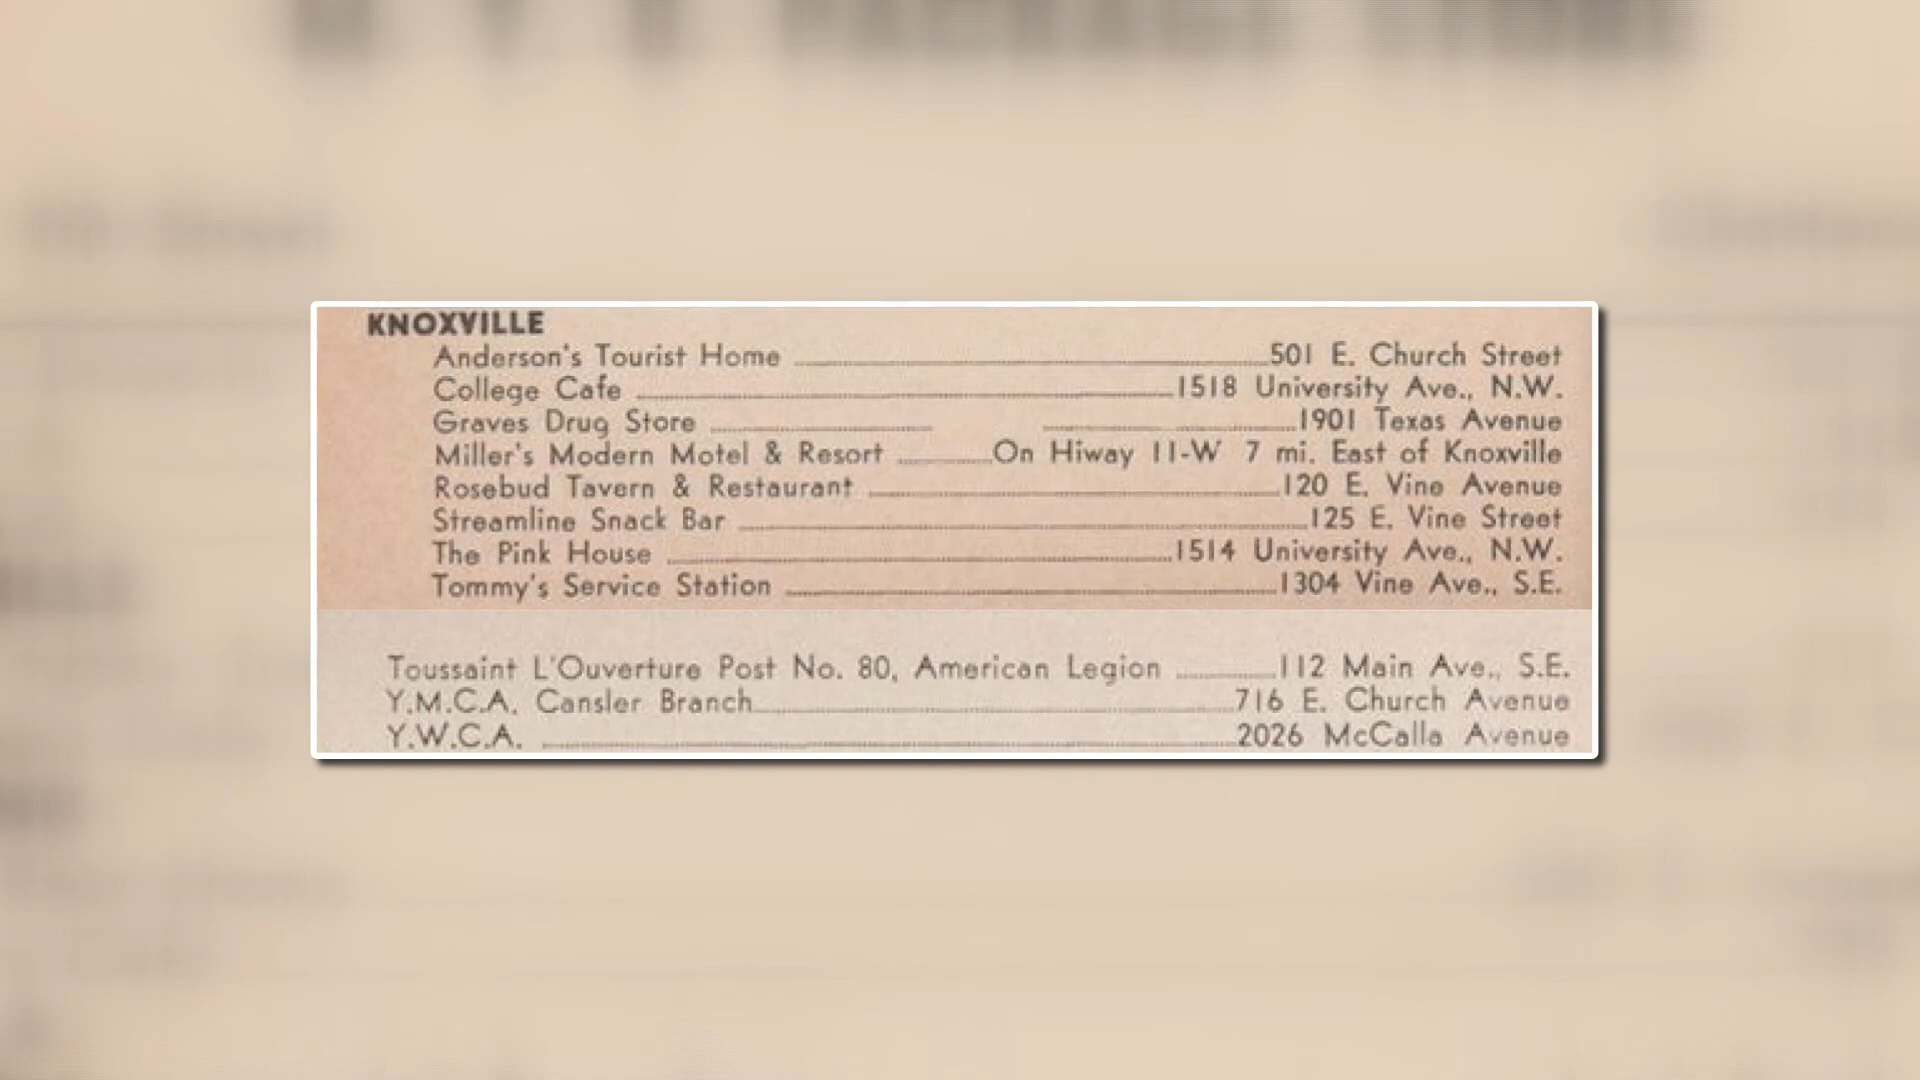 KNOXVILLE
Anderson's Tourist Home 501 E. Church Street
College Cafe 1518 University Ave., N.W.
Graves Drug Store 1901 Texas Avenue
Miller's Modern Motel & Resort On Hiway 11-W 7 mi. East of Knoxville
Rosebud Tavern & Restaurant 120 E. Vine Avenue
Streamline Snack Bar 125 E. Vine Street
The Pink House 1514 University Ave., N.W.
Tommy's Service Station 1304 Vine Ave., S.E.
Toussaint L'Ouverture Post No. 80, American Legion 112 Main Ave., S.E.
Y.M.C.A. Cansler Branch 716 E. Church Avenue
Y.W.C.A. 2026 McCalla Avenue